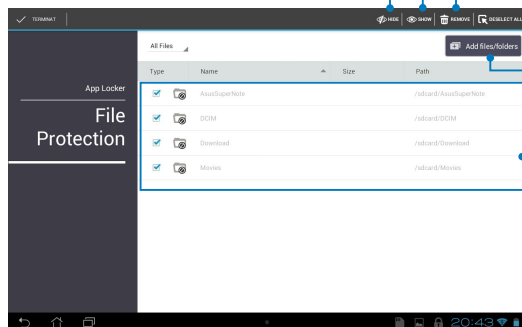 TERMINAT
HIDE
SHOW
REMOVE
DESELECT ALL
All Files
Add files/folders
Type Name Size Path
App Locker
File
Protection
AsusSuperNote /sdcard/AsusSuperNote
DCIM /sdcard/DCIM
Download /sdcard/Download
Movies /sdcard/Movies
20:43